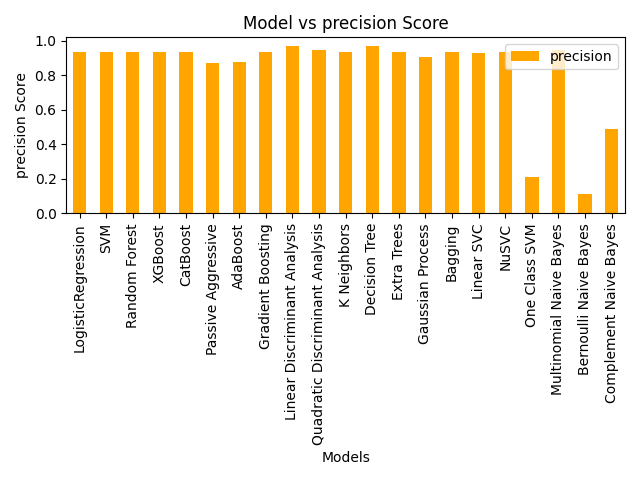 Model vs precision Score
precision Score
1.0
0.8
0.6
0.4
0.2
0.0
precision
LogisticRegression
SVM
Random Forest
XGBoost
CatBoost
Passive Aggressive
AdaBoost
Gradient Boosting
Linear Discriminant Analysis
Quadratic Discriminant Analysis
K Neighbors
Decision Tree
Extra Trees
Gaussian Process
Bagging
Linear SVC
NuSVC
One Class SVM
Multinomial Naive Bayes
Bernoulli Naive Bayes
Complement Naive Bayes
Models